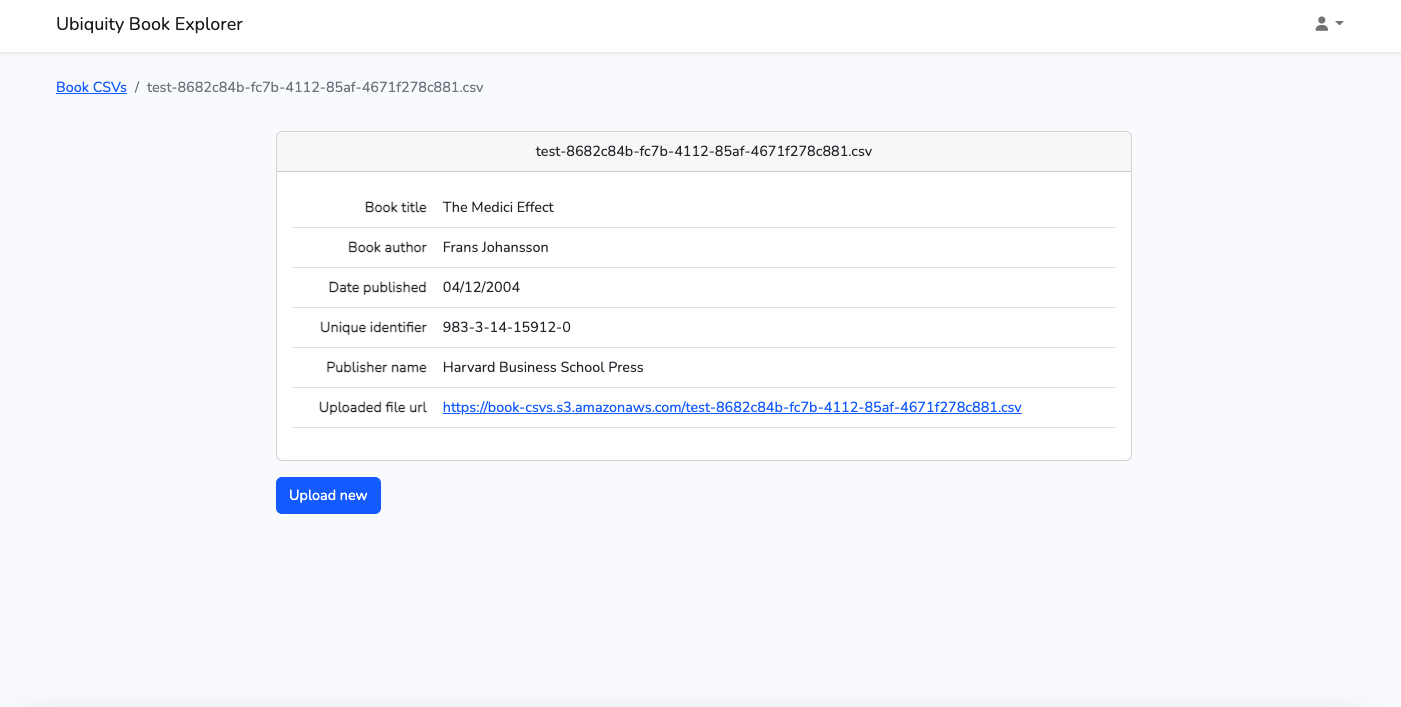 Ubiquity Book Explorer
Book CSVs / test-8682c84b-fc7b-4112-85af-4671f278c881.csv
test-8682c84b-fc7b-4112-85af-4671f278c881.csv
Book title The Medici Effect
Book author Frans Johansson
Date published 04/12/2004
Unique identifier 983-3-14-15912-0
Publisher name Harvard Business School Press
Uploaded file url https://book-csvs.s3.amazonaws.com/test-8682c84b-fc7b-4112-85af-4671f278c881.csv
Upload new